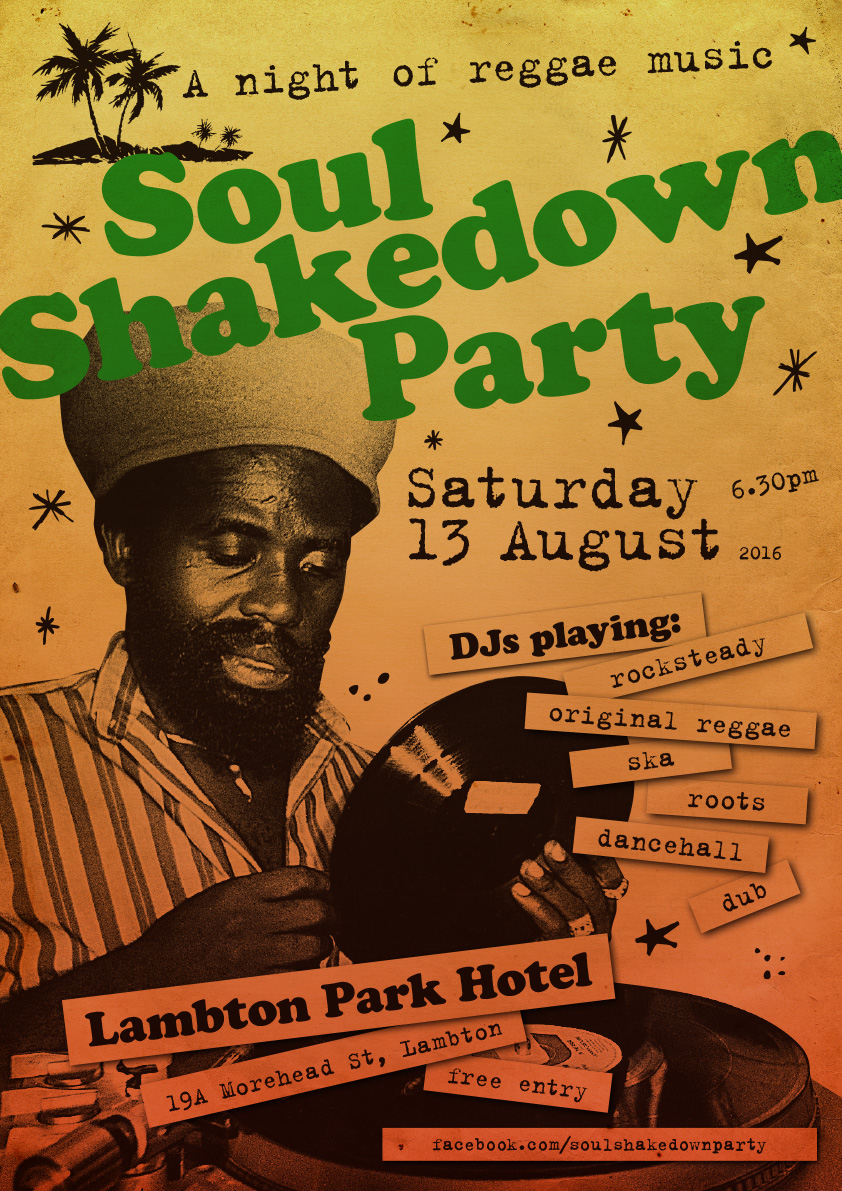 A night of reggae music
Soul
Shakedown
Party
Saturday 6.30pm
13 August 2016
DJs playing:
rocksteady
original reggae
ska
roots
dancehall
dub
Lambton Park Hotel
19A Morehead St, Lambton
free entry
facebook.com/soulshakedownparty